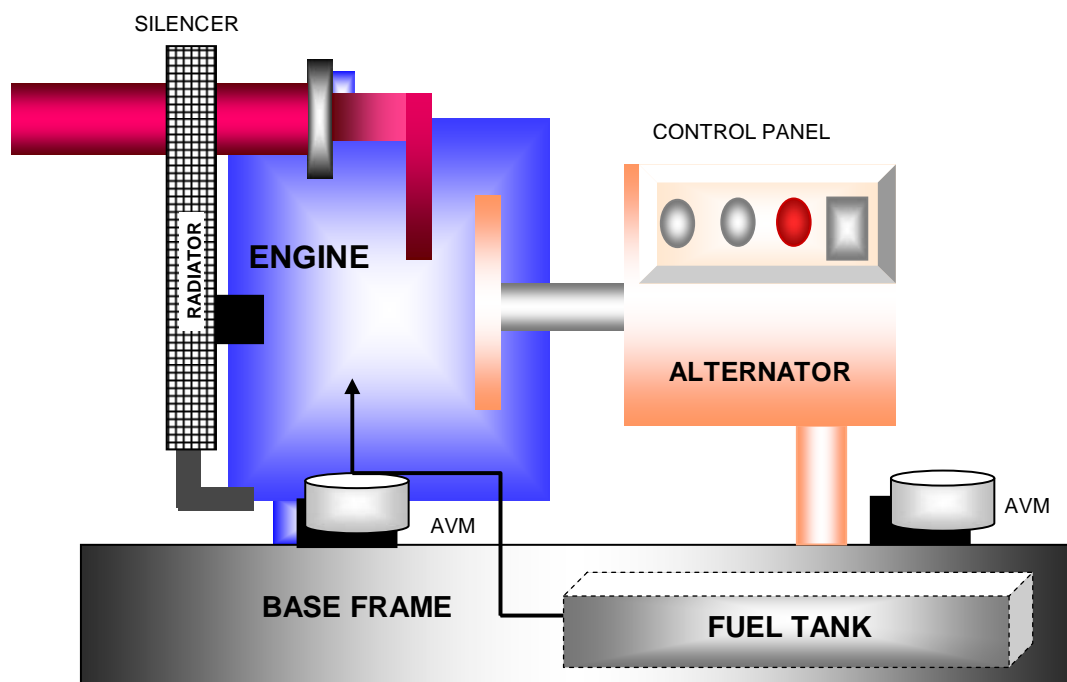 SILENCER
CONTROL PANEL
ENGINE
RADIATOR
ALTERNATOR
AVM
AVM
BASE FRAME
FUEL TANK